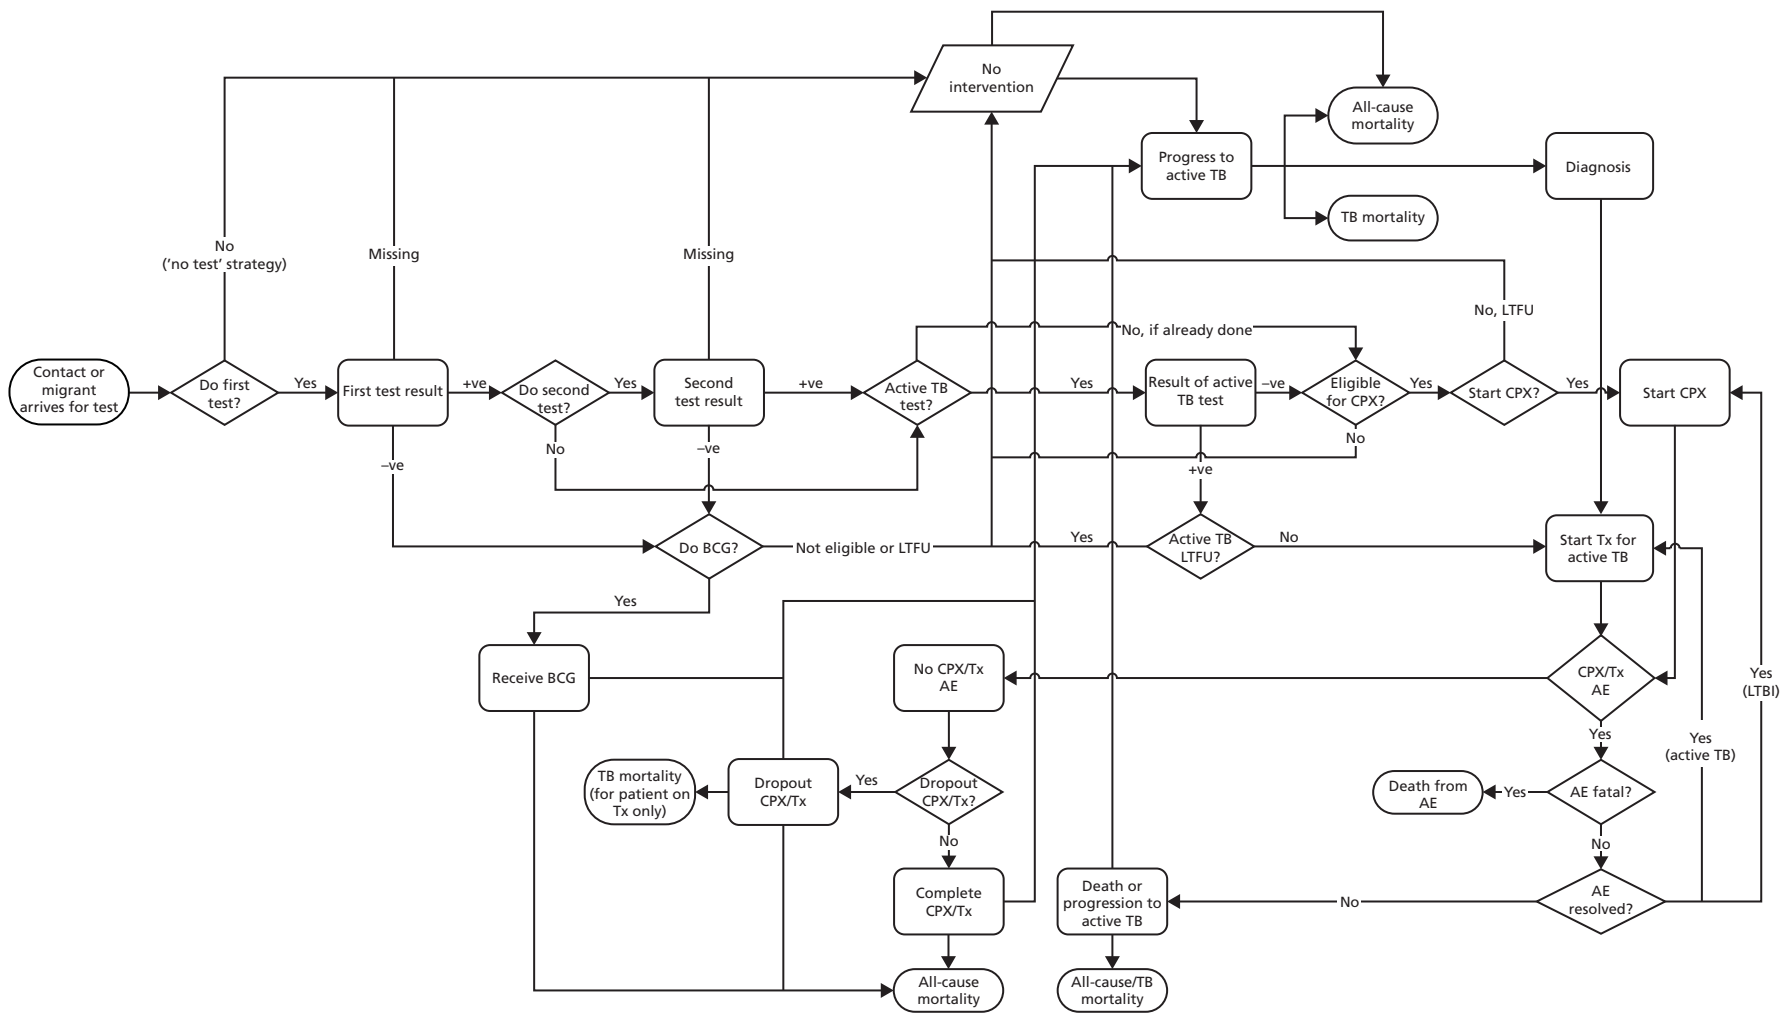 No
intervention
All-cause
mortality
Progress to
active TB
Diagnosis
TB mortality
No
('no test' strategy)
Missing
Missing
No, LTFU
No, if already done
Contact or
migrant
arrives for test
Do first
test?
Yes
First test result
+ve
Do second
test?
Yes
Second
test result
+ve
Active TB
test?
Yes
Result of active
TB test
–ve
Eligible
for CPX?
Yes
Start CPX?
Yes
Start CPX
–ve
No
–ve
No
+ve
Do BCG?
Not eligible or LTFU
Yes
Active TB
LTFU?
No
Start Tx for
active TB
Yes
Receive BCG
No CPX/Tx
AE
CPX/Tx
AE
Yes
(LTBI)
Yes
Yes
(active TB)
TB mortality
(for patient on
Tx only)
Dropout
CPX/Tx
Yes
Dropout
CPX/Tx?
Death from
AE
Yes
AE fatal?
No
No
Complete
CPX/Tx
Death or
progression to
active TB
No
AE
resolved?
All-cause
mortality
All-cause/TB
mortality